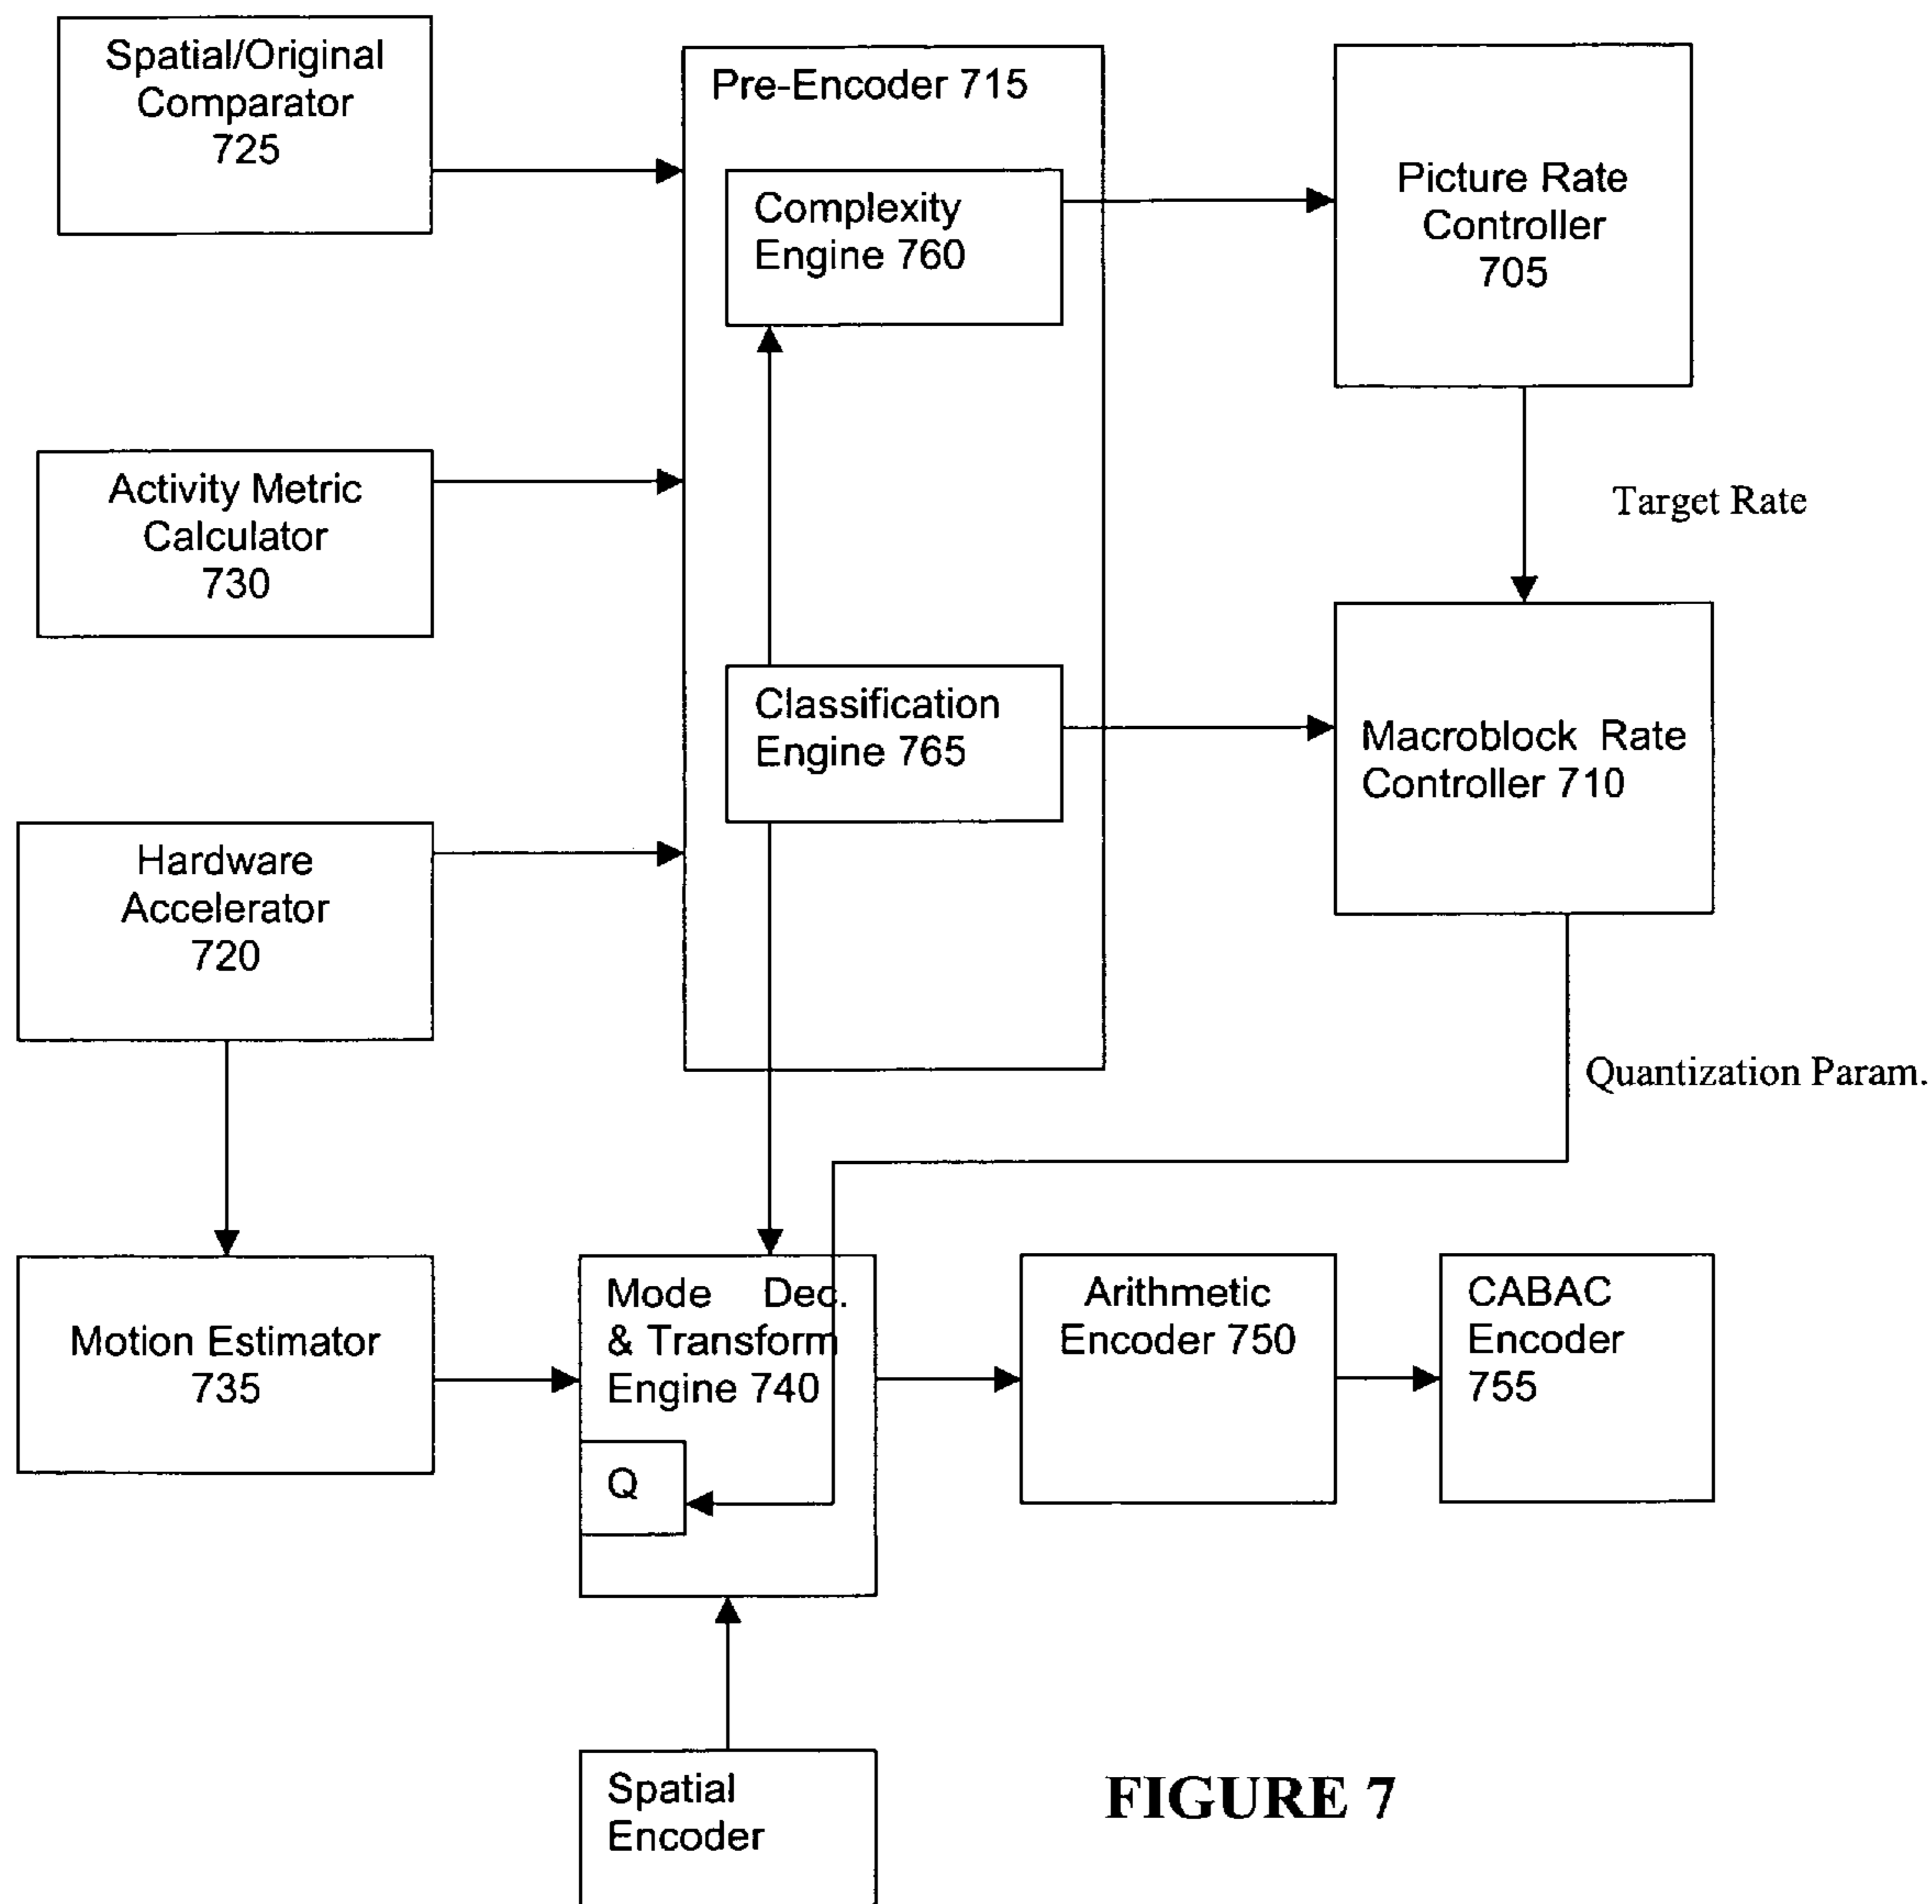 Spatial/Original
Comparator
725
Pre-Encoder 715
Complexity
Engine 760
Picture Rate
Controller
705
Activity Metric
Calculator
730
Target Rate
Classification
Engine 765
Macroblock Rate
Controller 710
Hardware
Accelerator
720
Quantization Param.
Motion Estimator
735
Mode Dec.
& Transform
Engine 740
Q
Arithmetic
Encoder 750
CABAC
Encoder
755
Spatial
Encoder
FIGURE 7